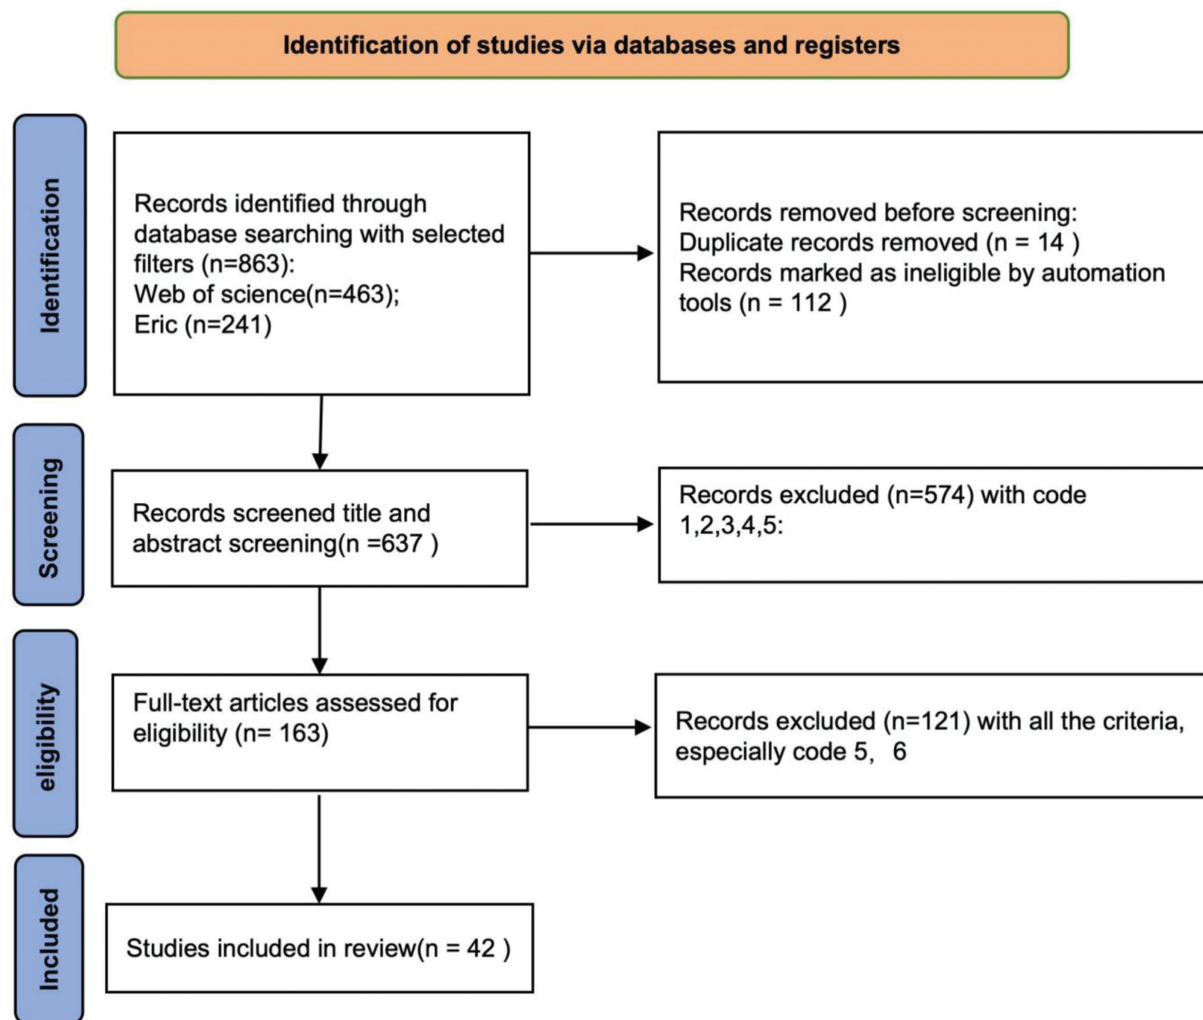 Identification of studies via databases and registers
Identification
Records identified through
database searching with selected
filters (n=863):
Web of science(n=463);
Eric (n=241)
Records removed before screening:
Duplicate records removed (n = 14 )
Records marked as ineligible by automation
tools (n = 112 )
Screening
Records screened title and
abstract screening(n =637 )
Records excluded (n=574) with code
1,2,3,4,5:
eligibility
Full-text articles assessed for
eligibility (n= 163)
Records excluded (n=121) with all the criteria,
especially code 5, 6
Included
Studies included in review(n = 42 )